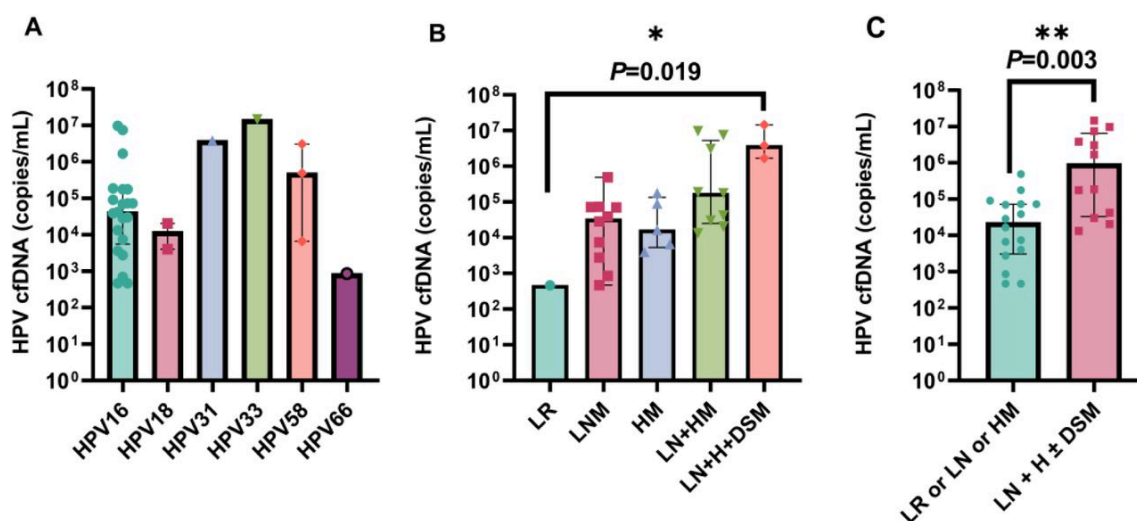 A
HPV cfDNA (copies/mL)
10⁸
10⁷
10⁶
10⁵
10⁴
10³
10²
10¹
10⁰
HPV16
HPV18
HPV31
HPV33
HPV58
HPV66
B
*
P=0.019
HPV cfDNA (copies/mL)
10⁸
10⁷
10⁶
10⁵
10⁴
10³
10²
10¹
10⁰
LR
LNM
HM
LN+HM
LN+H+DSM
C
**
P=0.003
HPV cfDNA (copies/mL)
10⁸
10⁷
10⁶
10⁵
10⁴
10³
10²
10¹
10⁰
LR or LN or HM
LN + H ± DSM